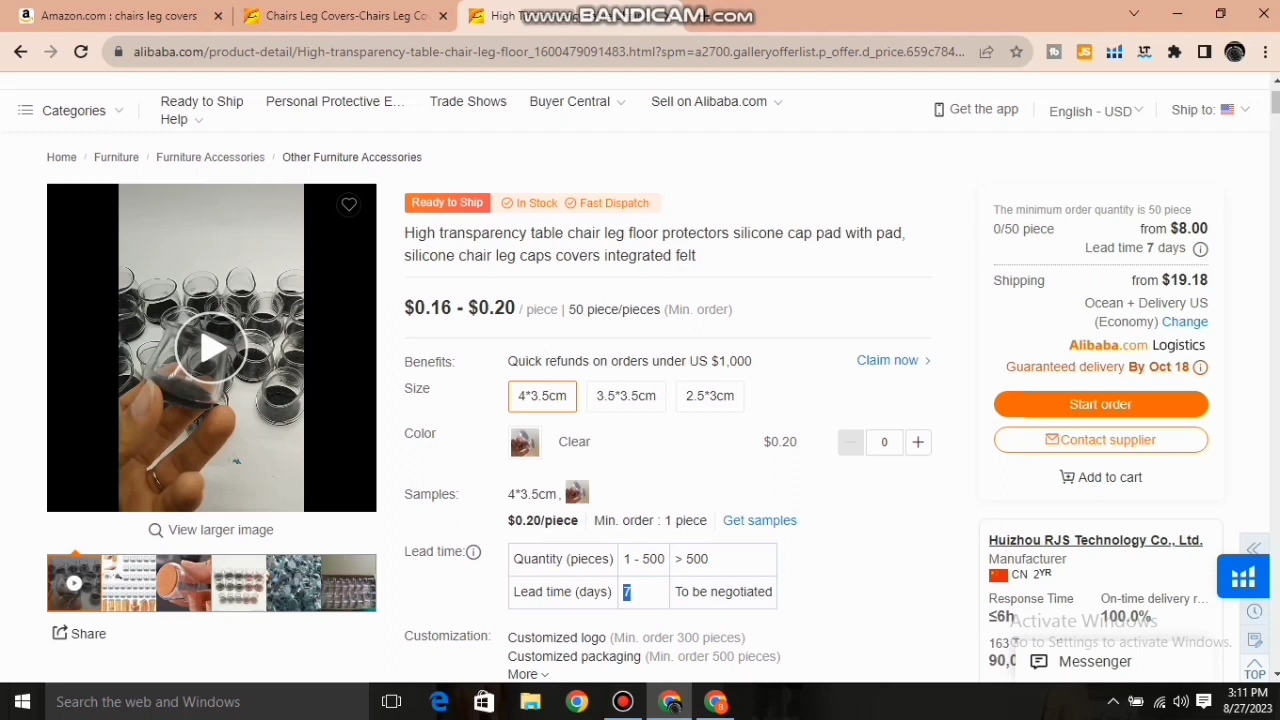 Amazon.com : chairs leg covers
Chairs Leg Covers-Chairs Leg Co
High T
www.BANDICAM.com
alibaba.com/product-detail/High-transparency-table-chair-leg-floor_1600479091483.html?spm=a2700.galleryofferlist.p_offer.d_price.659c784...
Categories
Ready to Ship Personal Protective E... Trade Shows Buyer Central Sell on Alibaba.com
Help
Get the app English - USD Ship to:
Home / Furniture / Furniture Accessories / Other Furniture Accessories
Ready to Ship In Stock Fast Dispatch
High transparency table chair leg floor protectors silicone cap pad with pad,
silicone chair leg caps covers integrated felt
$0.16 - $0.20 / piece | 50 piece/pieces (Min. order)
Benefits: Quick refunds on orders under US $1,000 Claim now >
Size 4*3.5cm 3.5*3.5cm 2.5*3cm
Color Clear $0.20 0
Samples: 4*3.5cm ,
$0.20/piece Min. order : 1 piece Get samples
Lead time: Quantity (pieces) 1 - 500 > 500
Lead time (days) 7 To be negotiated
Customization: Customized logo (Min. order 300 pieces)
Customized packaging (Min. order 500 pieces)
More
View larger image
Share
The minimum order quantity is 50 piece
0/50 piece from $8.00
Lead time 7 days
Shipping from $19.18
Ocean + Delivery US
(Economy) Change
Alibaba.com Logistics
Guaranteed delivery By Oct 18
Start order
Contact supplier
Add to cart
Huizhou RJS Technology Co., Ltd.
Manufacturer
CN 2YR
Response Time On-time delivery r...
≤6h 100.0%
Activate Windows
Go to Settings to activate Windows.
163
90,0
Messenger
TOP
Search the web and Windows
3:11 PM
8/27/2023